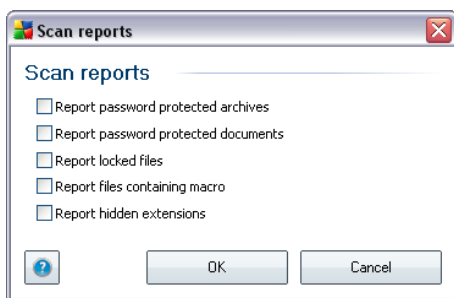 Scan reports
Scan reports
Report password protected archives
Report password protected documents
Report locked files
Report files containing macro
Report hidden extensions
?
OK
Cancel